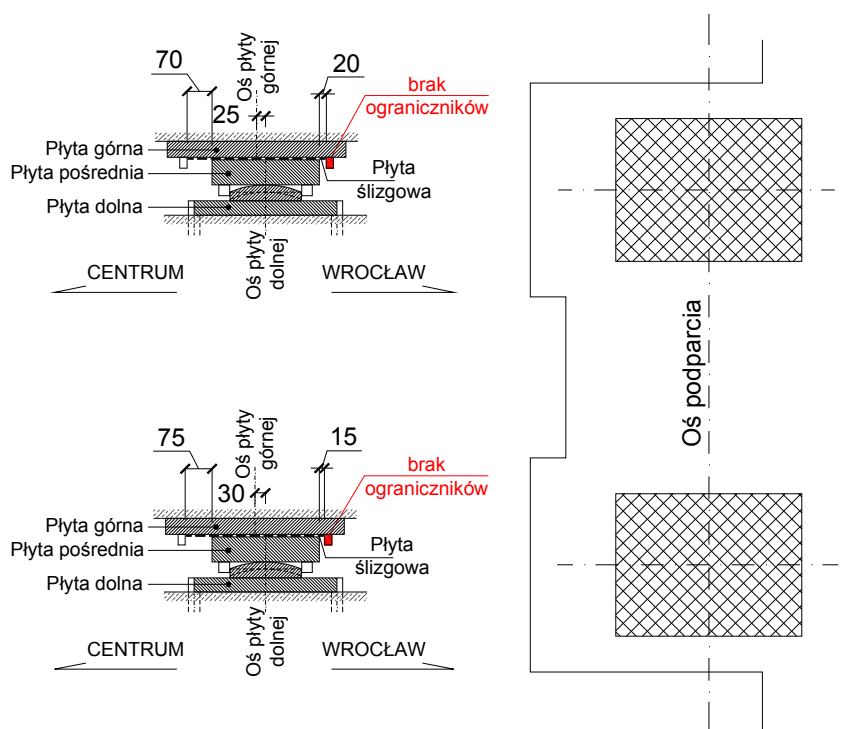 70
25
Oś płyty
górnej
20
brak
ograniczników
Płyta górna
Płyta pośrednia
Płyta dolna
Płyta
ślizgowa
Oś płyty
dolnej
CENTRUM
WROCŁAW
Oś podparcia
75
30
Oś płyty
górnej
15
brak
ograniczników
Płyta górna
Płyta pośrednia
Płyta dolna
Płyta
ślizgowa
Oś płyty
dolnej
CENTRUM
WROCŁAW